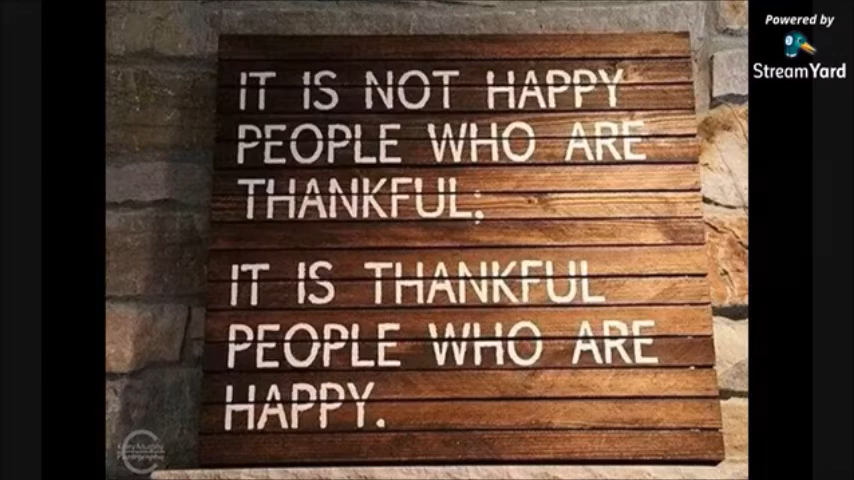 Powered by
StreamYard
IT IS NOT HAPPY
PEOPLE WHO ARE
THANKFUL;
IT IS THANKFUL
PEOPLE WHO ARE
HAPPY.